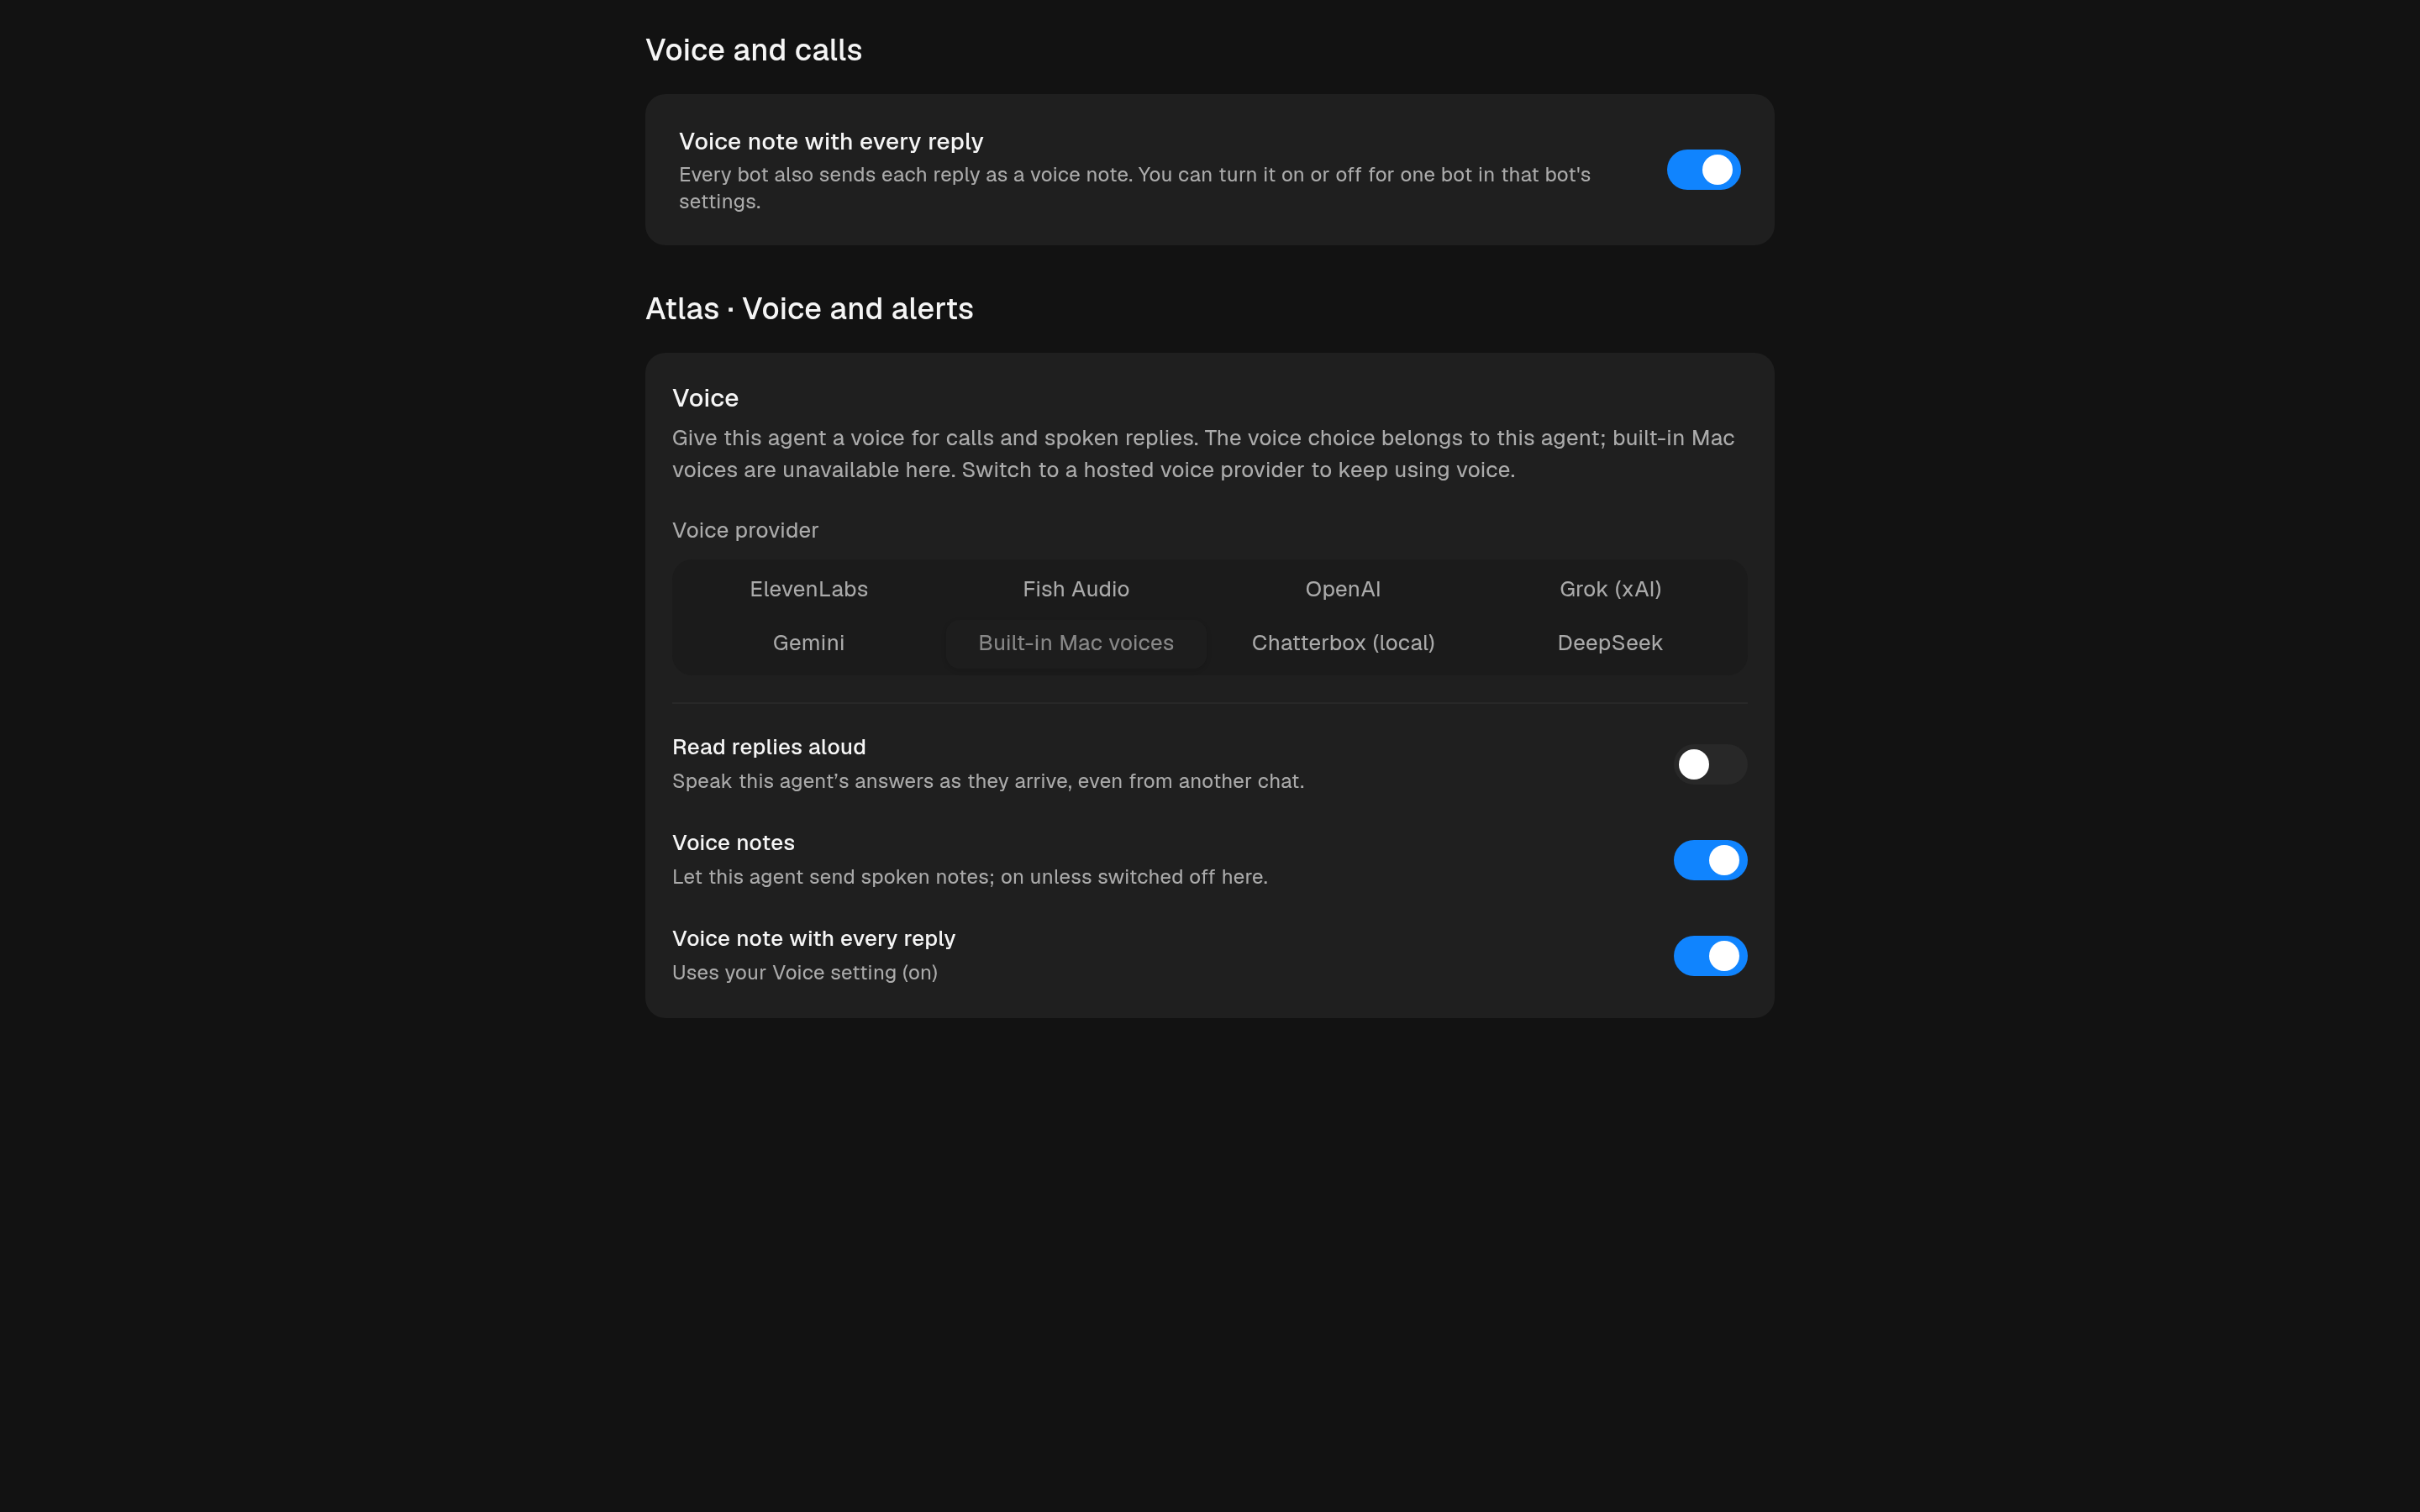 Voice and calls
Voice note with every reply
Every bot also sends each reply as a voice note. You can turn it on or off for one bot in that bot's
settings.
Atlas · Voice and alerts
Voice
Give this agent a voice for calls and spoken replies. The voice choice belongs to this agent; built-in Mac
voices are unavailable here. Switch to a hosted voice provider to keep using voice.
Voice provider
ElevenLabs Fish Audio OpenAI Grok (xAI)
Gemini Built-in Mac voices Chatterbox (local) DeepSeek
Read replies aloud
Speak this agent’s answers as they arrive, even from another chat.
Voice notes
Let this agent send spoken notes; on unless switched off here.
Voice note with every reply
Uses your Voice setting (on)